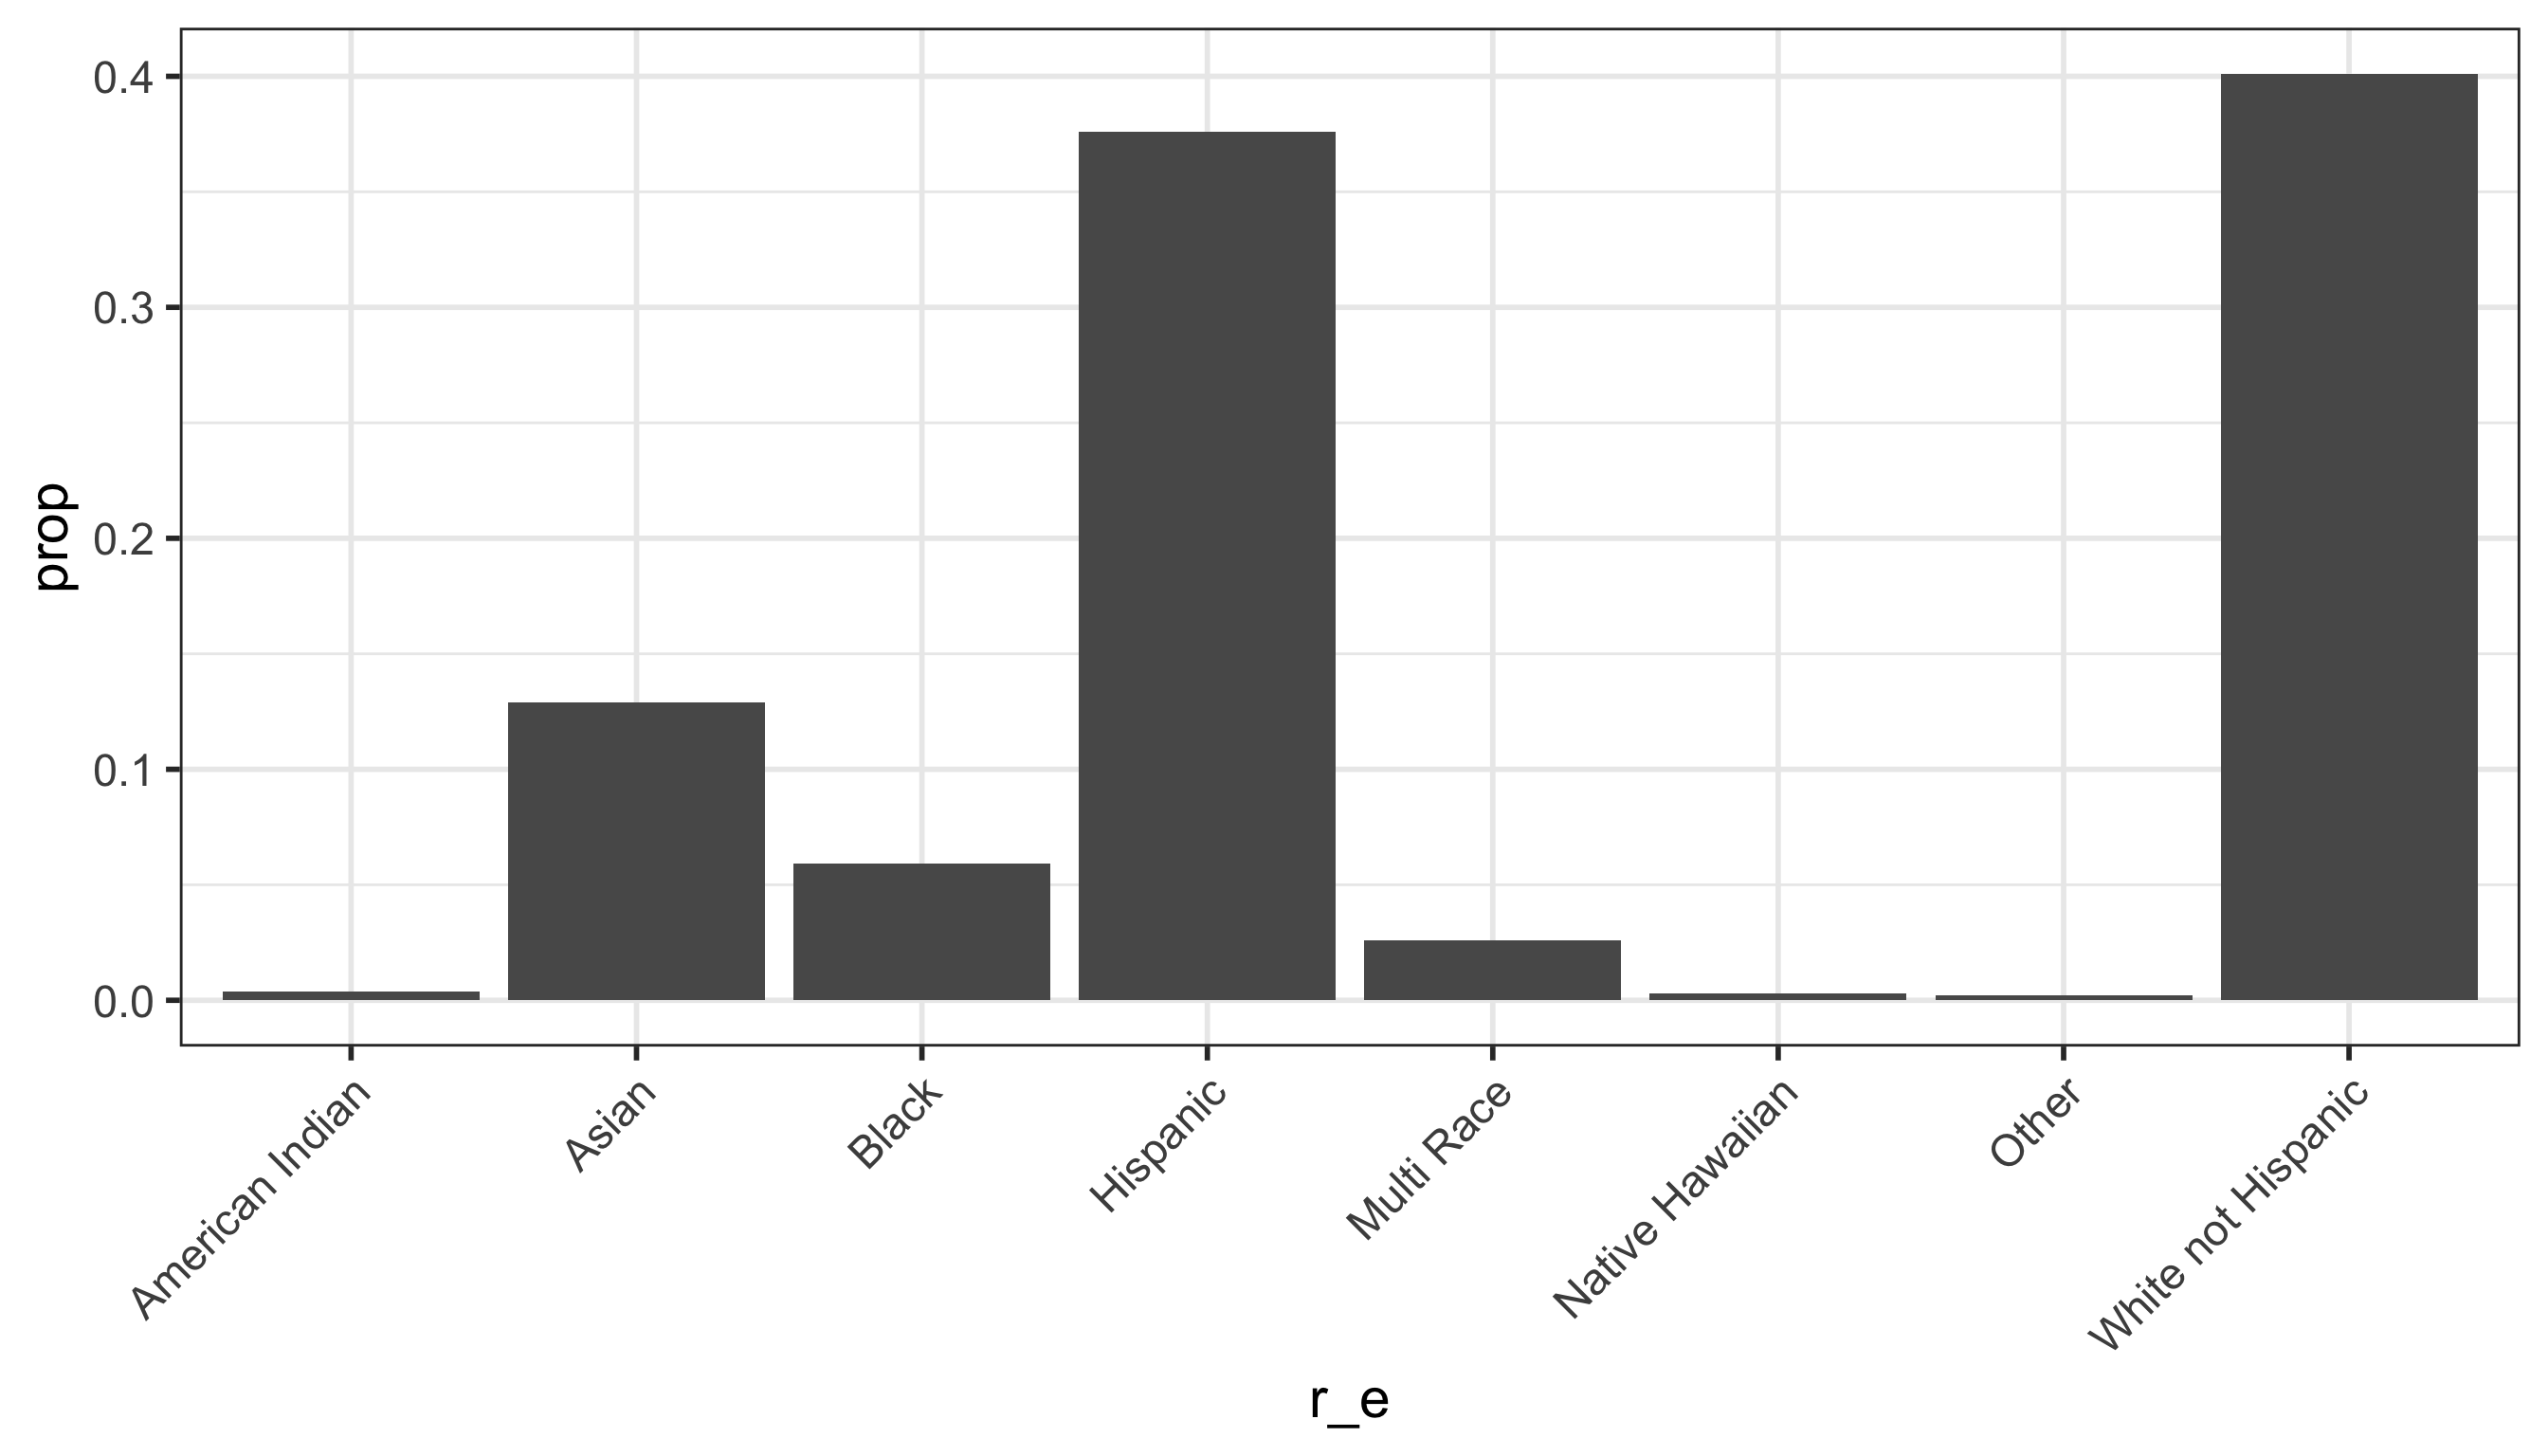 prop
0.4
0.3
0.2
0.1
0.0
American Indian
Asian
Black
Hispanic
Multi Race
Native Hawaiian
Other
White not Hispanic
r_e